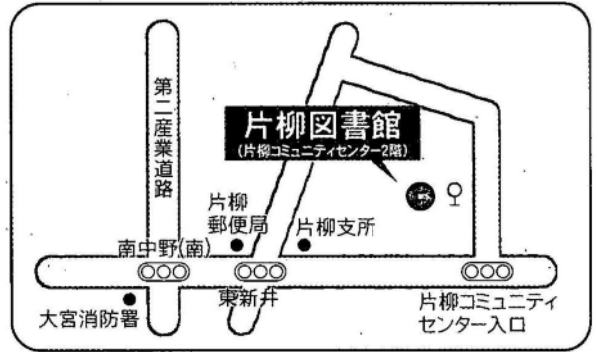 第二産業道路
片柳図書館
(片柳コミュニティセンター2階)
片柳
郵便局
片柳支所
南中野(南)
東新井
大宮消防署
片柳コミュニティ
センター入口